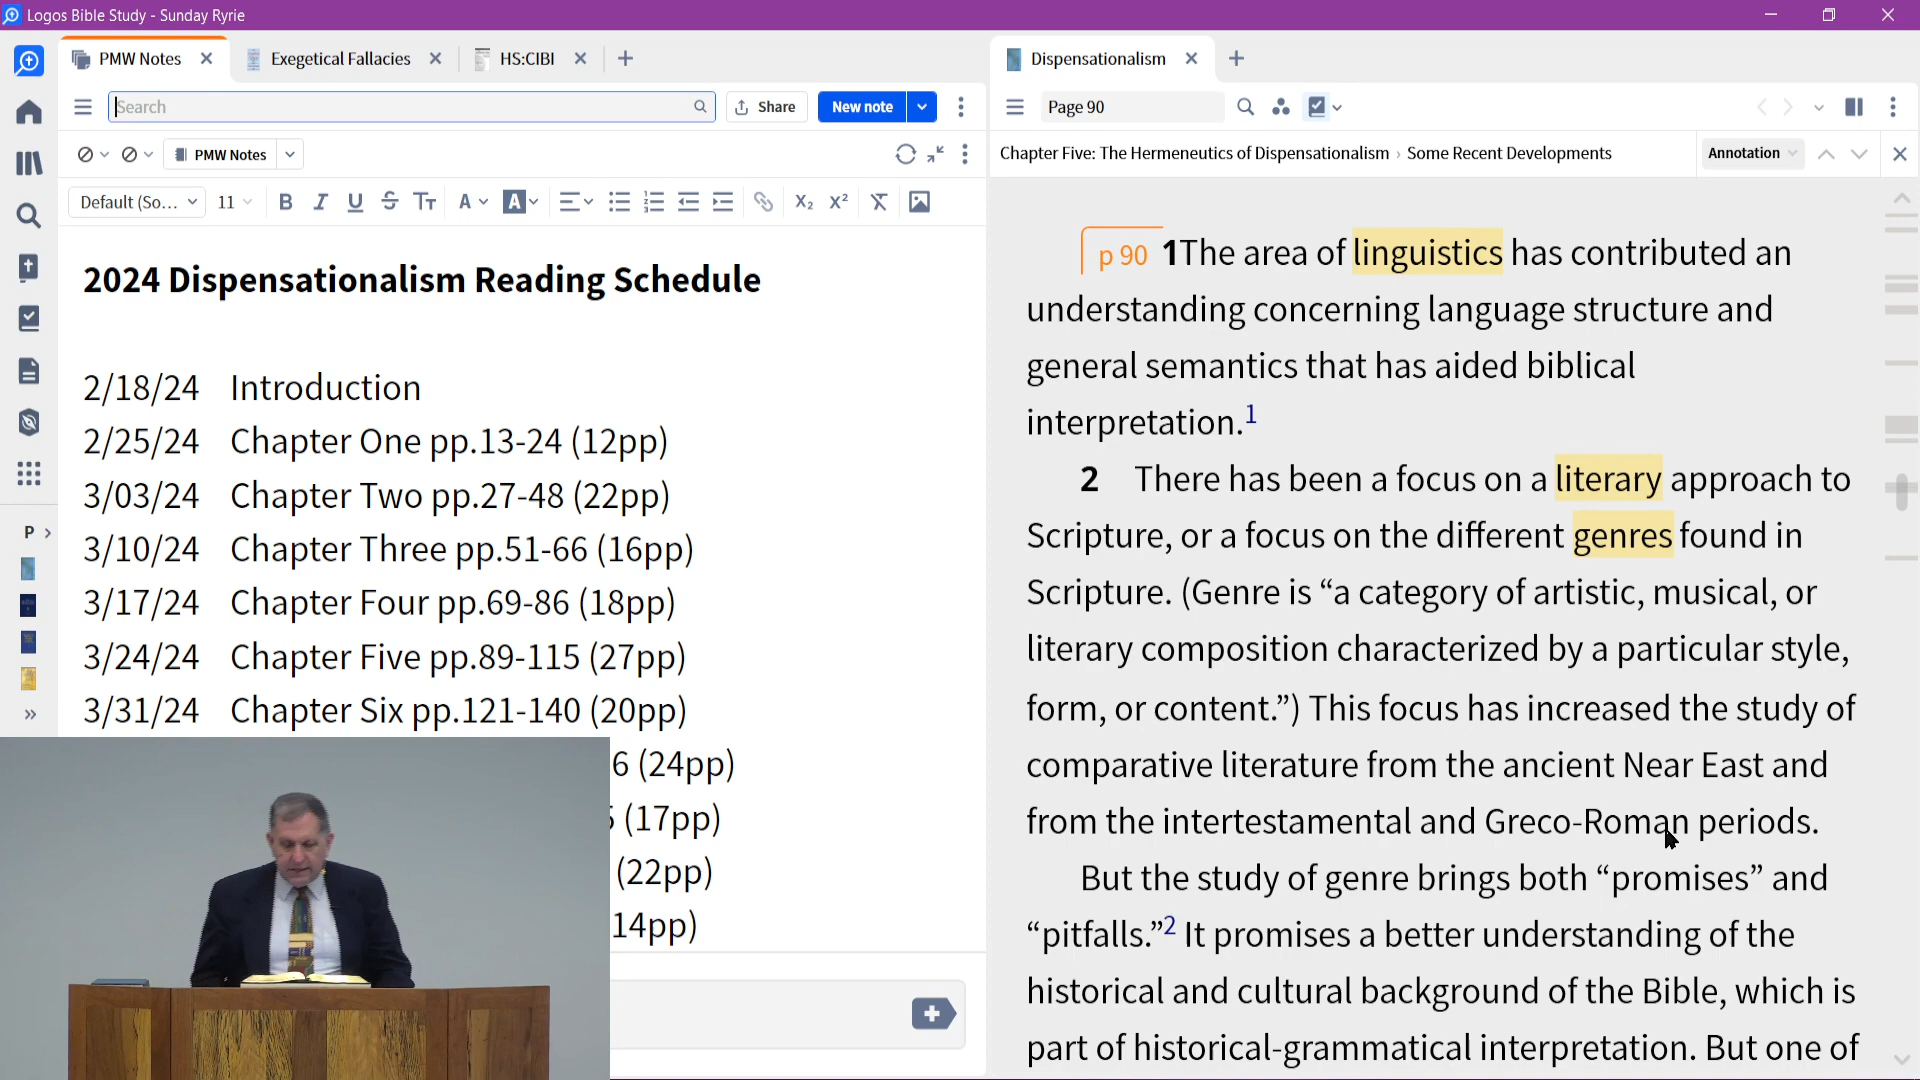 Logos Bible Study - Sunday Ryrie
PMW Notes
Exegetical Fallacies
HS:CIBI
Search
Share
New note
PMW Notes
Default (So...
11
B I U S Tт A A X₂ X²
2024 Dispensationalism Reading Schedule
2/18/24 Introduction
2/25/24 Chapter One pp.13-24 (12pp)
3/03/24 Chapter Two pp.27-48 (22pp)
3/10/24 Chapter Three pp.51-66 (16pp)
3/17/24 Chapter Four pp.69-86 (18pp)
3/24/24 Chapter Five pp.89-115 (27pp)
3/31/24 Chapter Six pp.121-140 (20pp)
6 (24pp)
(17pp)
(22pp)
14pp)
P
Dispensationalism
Page 90
Chapter Five: The Hermeneutics of Dispensationalism › Some Recent Developments
Annotation
p 90 1The area of linguistics has contributed an
understanding concerning language structure and
general semantics that has aided biblical
interpretation.1
2 There has been a focus on a literary approach to
Scripture, or a focus on the different genres found in
Scripture. (Genre is “a category of artistic, musical, or
literary composition characterized by a particular style,
form, or content.”) This focus has increased the study of
comparative literature from the ancient Near East and
from the intertestamental and Greco-Roman periods.
But the study of genre brings both “promises” and
“pitfalls.”2 It promises a better understanding of the
historical and cultural background of the Bible, which is
part of historical-grammatical interpretation. But one of